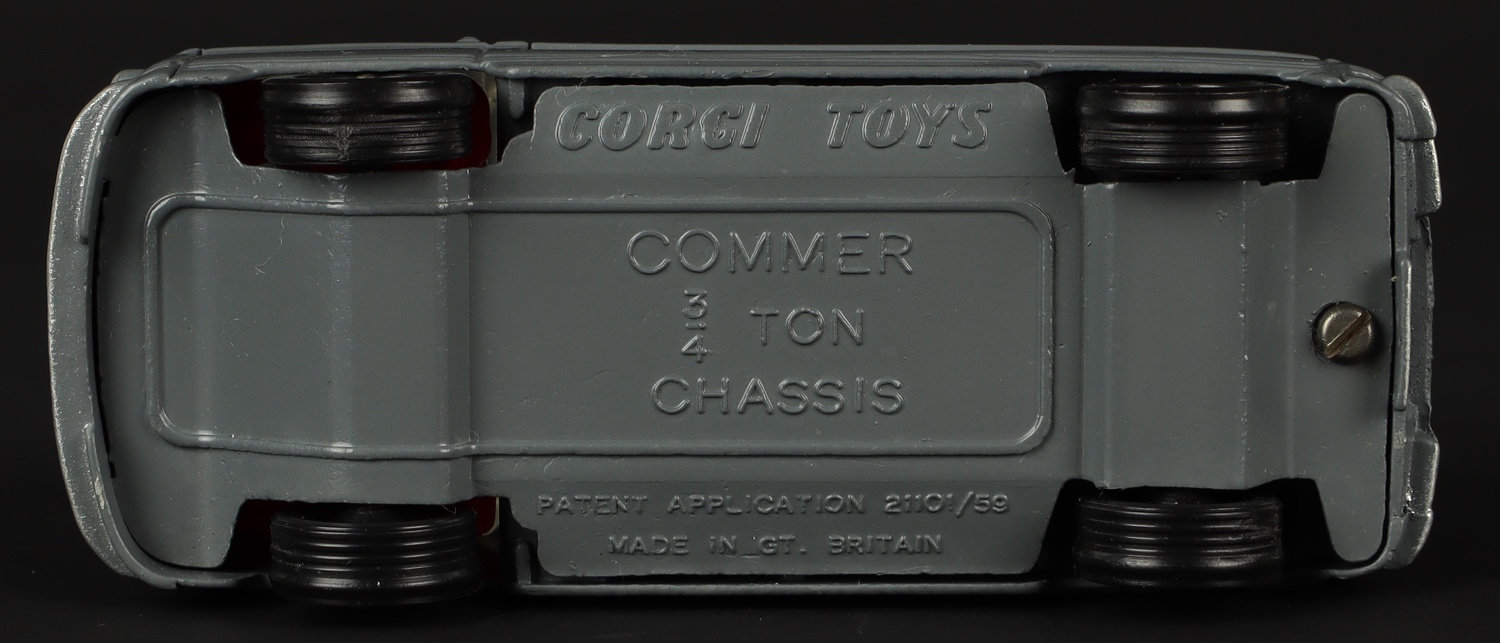 CORGI TOYS
COMMER
3/4 TON
CHASSIS
PATENT APPLICATION 21101/59
MADE IN GT. BRITAIN